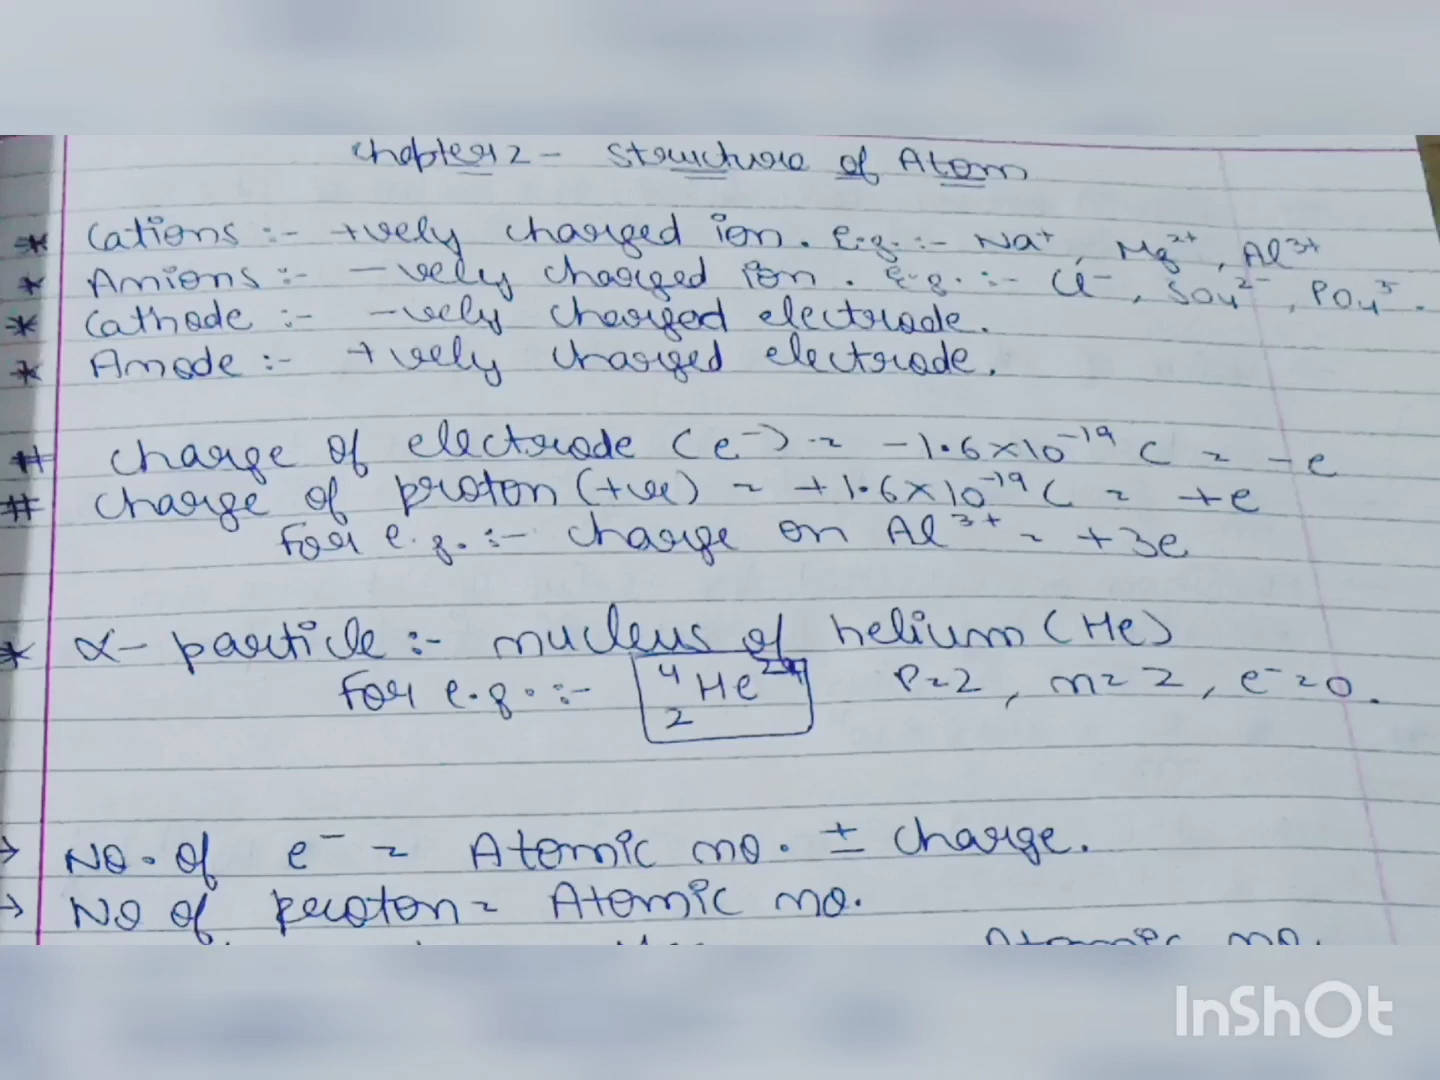 Chapter 2 - Structure of Atom
* Cations :- +vely charged ion. E.g. :- Na⁺, Mg²⁺, Al³⁺
* Anions :- -vely charged ion. E.g. :- Cl⁻, SO₄²⁻, PO₄³⁻.
* Cathode :- -vely charged electrode.
* Anode :- +vely charged electrode.
# Charge of electrode (e⁻) = -1.6×10⁻¹⁹ C = -e
# Charge of proton (+ve) = +1.6×10⁻¹⁹ C = +e
For e.g. :- charge on Al³⁺ = +3e
* α- particle :- nucleus of helium (He)
For e.g. :- ⁴₂He²⁺ P=2, n=2, e⁻=0.
→ No. of e⁻ = Atomic no. ± charge.
→ No of proton = Atomic no.
Atomic no.
InShOt